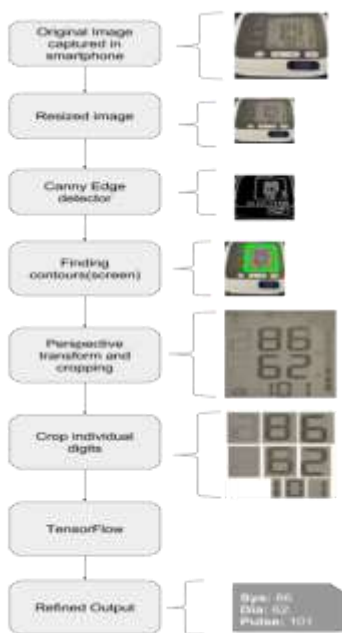 Original Image
captured in
smartphone
Resized image
Canny Edge
detector
Finding
contours(screen)
Perspective
transform and
cropping
86
62
101
Crop individual
digits
86
62
101
TensorFlow
Refined Output
Sys: 86
Dia: 62
Pulse: 101